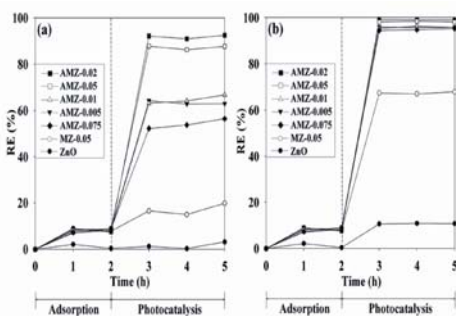 (a)
RE (%)
100
80
60
40
20
0
AMZ-0.02
AMZ-0.05
AMZ-0.01
AMZ-0.005
AMZ-0.075
MZ-0.05
ZnO
0 1 2 3 4 5
Time (h)
Adsorption Photocatalysis
(b)
RE (%)
100
80
60
40
20
0
AMZ-0.02
AMZ-0.05
AMZ-0.01
AMZ-0.005
AMZ-0.075
MZ-0.05
ZnO
0 1 2 3 4 5
Time (h)
Adsorption Photocatalysis